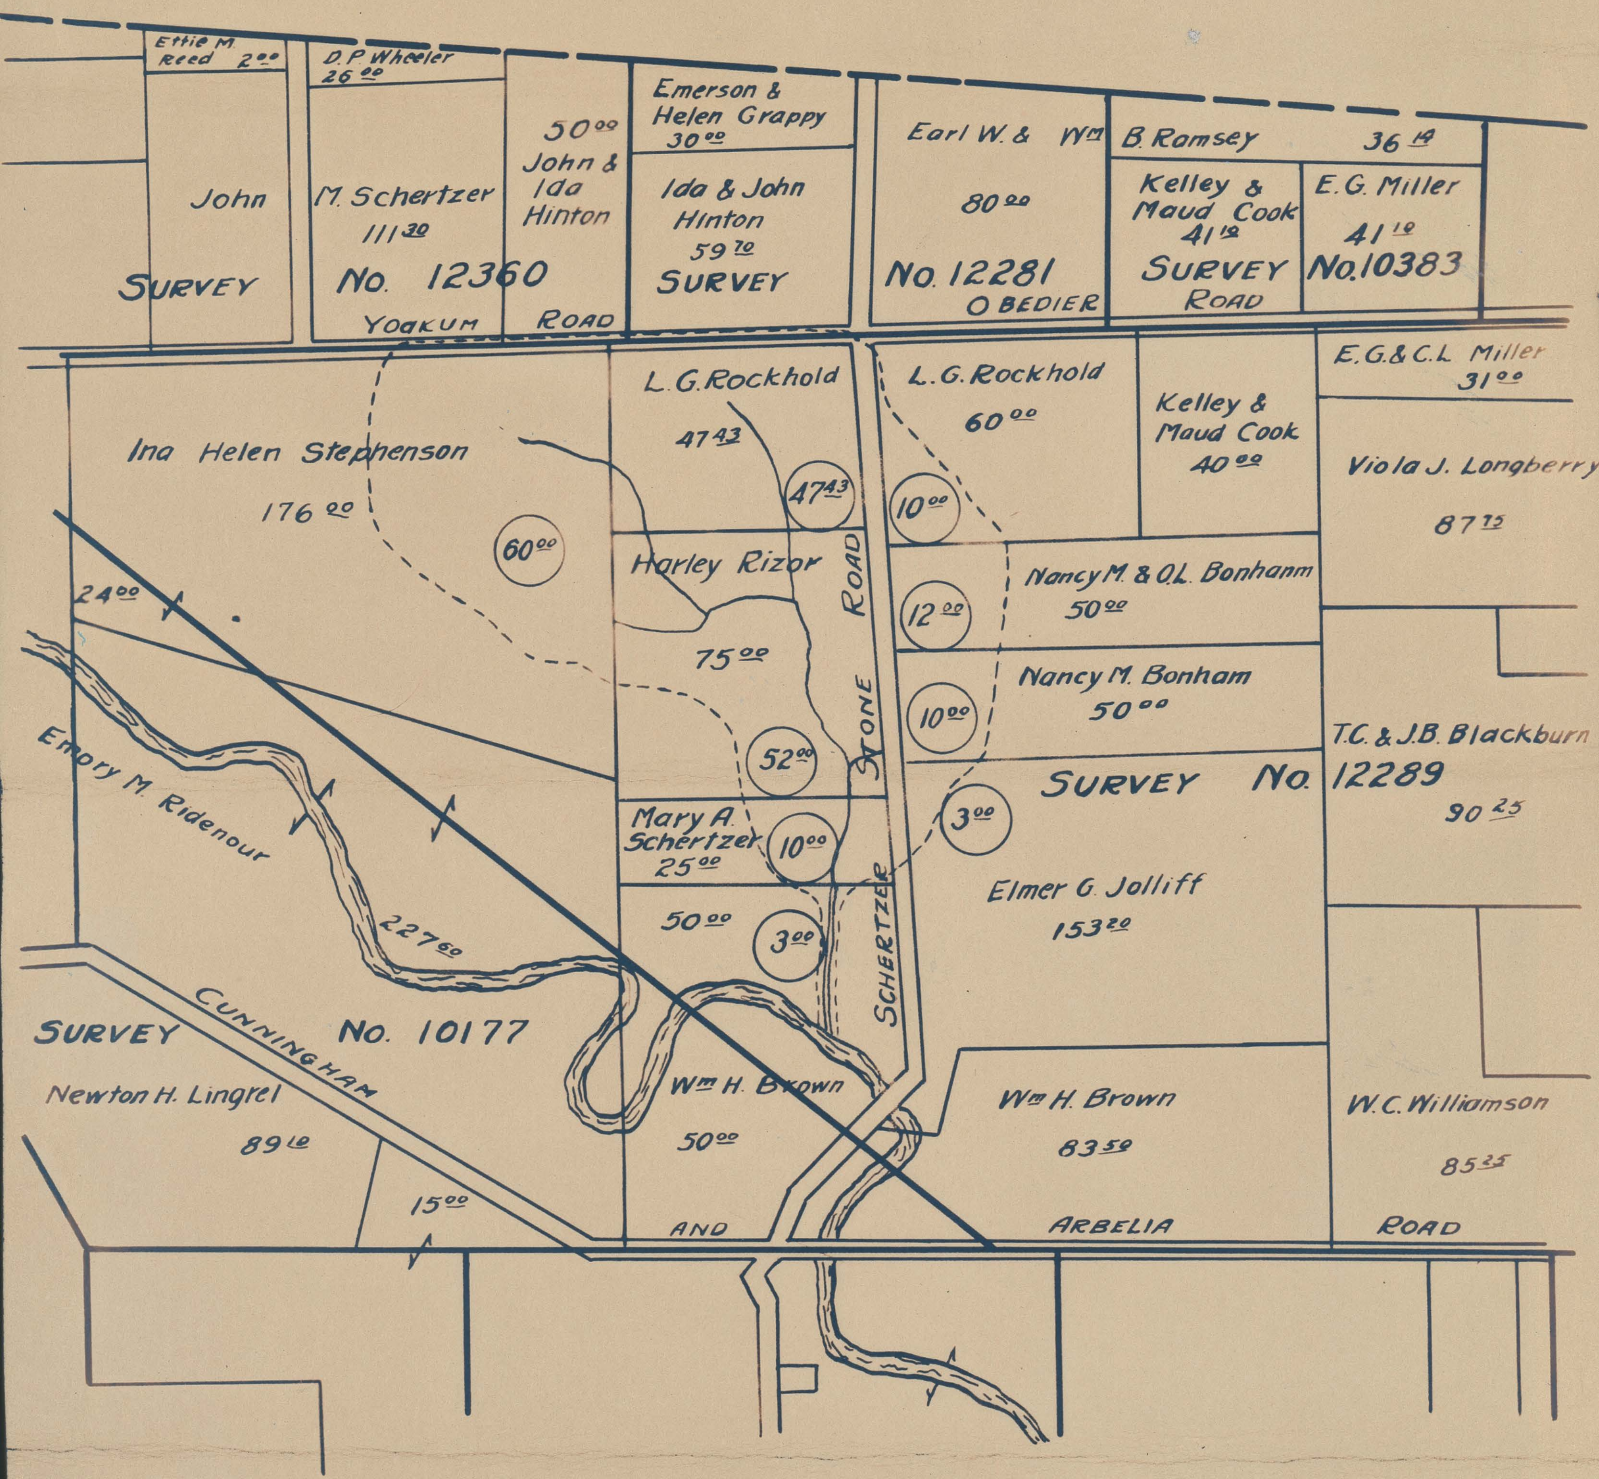 Ettie M.
Reed 2 00
D. P. Wheeler
26 00
John
M. Schertzer
111 30
50 00
John &
Ida
Hinton
Emerson &
Helen Grappy
30 00
Ida & John
Hinton
59 70
Earl W. & Wm B. Ramsey 36 14
80 00
Kelley &
Maud Cook
41 10
E. G. Miller
41 10
SURVEY No. 12360
SURVEY No. 12281
SURVEY No. 10383
YOAKUM ROAD
OBEDIER ROAD
Ina Helen Stephenson
176 00
60 00
24 00
L. G. Rockhold
47 43
47 43
L. G. Rockhold
60 00
10 00
Kelley &
Maud Cook
40 00
E. G. & C. L Miller
31 00
Viola J. Longberry
87 75
Harley Rizor
75 00
52 00
12 00
Nancy M. & O.L. Bonhanm
50 00
10 00
Nancy M. Bonham
50 00
T.C. & J.B. Blackburn
90 25
SURVEY No. 12289
3 00
Mary A.
Schertzer
25 00
10 00
50 00
3 00
Elmer G. Jolliff
153 20
SCHERTZER STONE ROAD
Emory M. Ridenour
227 60
CUNNINGHAM AND ARBELIA ROAD
SURVEY No. 10177
Newton H. Lingrel
89 10
15 00
Wm H. Brown
50 00
Wm H. Brown
83 50
W. C. Williamson
85 25